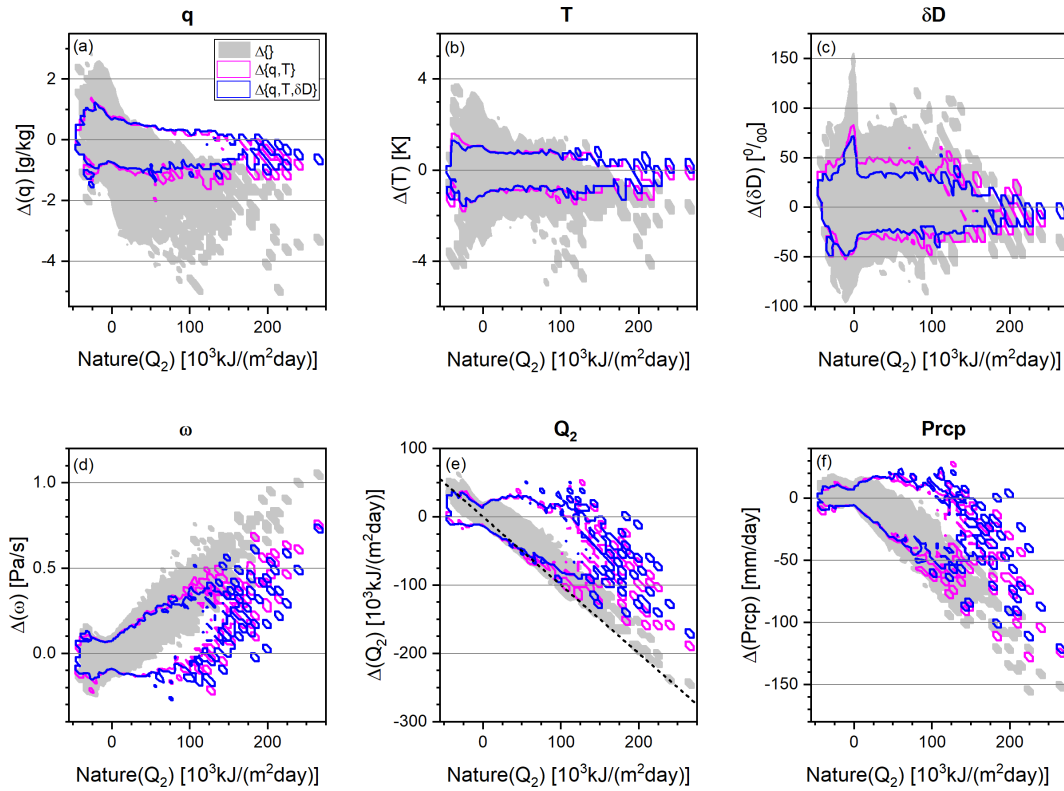 q
T
δD
(a)
Δ{}
Δ{q,T}
Δ{q,T,δD}
(b)
(c)
2
0
-2
-4
4
0
-4
150
100
50
0
-50
-100
Δ(q) [g/kg]
Δ(T) [K]
Δ(δD) [⁰/₀₀]
0 100 200
0 100 200
0 100 200
Nature(Q₂) [10³kJ/(m²day)]
Nature(Q₂) [10³kJ/(m²day)]
Nature(Q₂) [10³kJ/(m²day)]
ω
Q₂
Prcp
(d)
(e)
(f)
1.0
0.5
0.0
100
0
-100
-200
-300
0
-50
-100
-150
Δ(ω) [Pa/s]
Δ(Q₂) [10³kJ/(m²day)]
Δ(Prcp) [mm/day]
0 100 200
0 100 200
0 100 200
Nature(Q₂) [10³kJ/(m²day)]
Nature(Q₂) [10³kJ/(m²day)]
Nature(Q₂) [10³kJ/(m²day)]